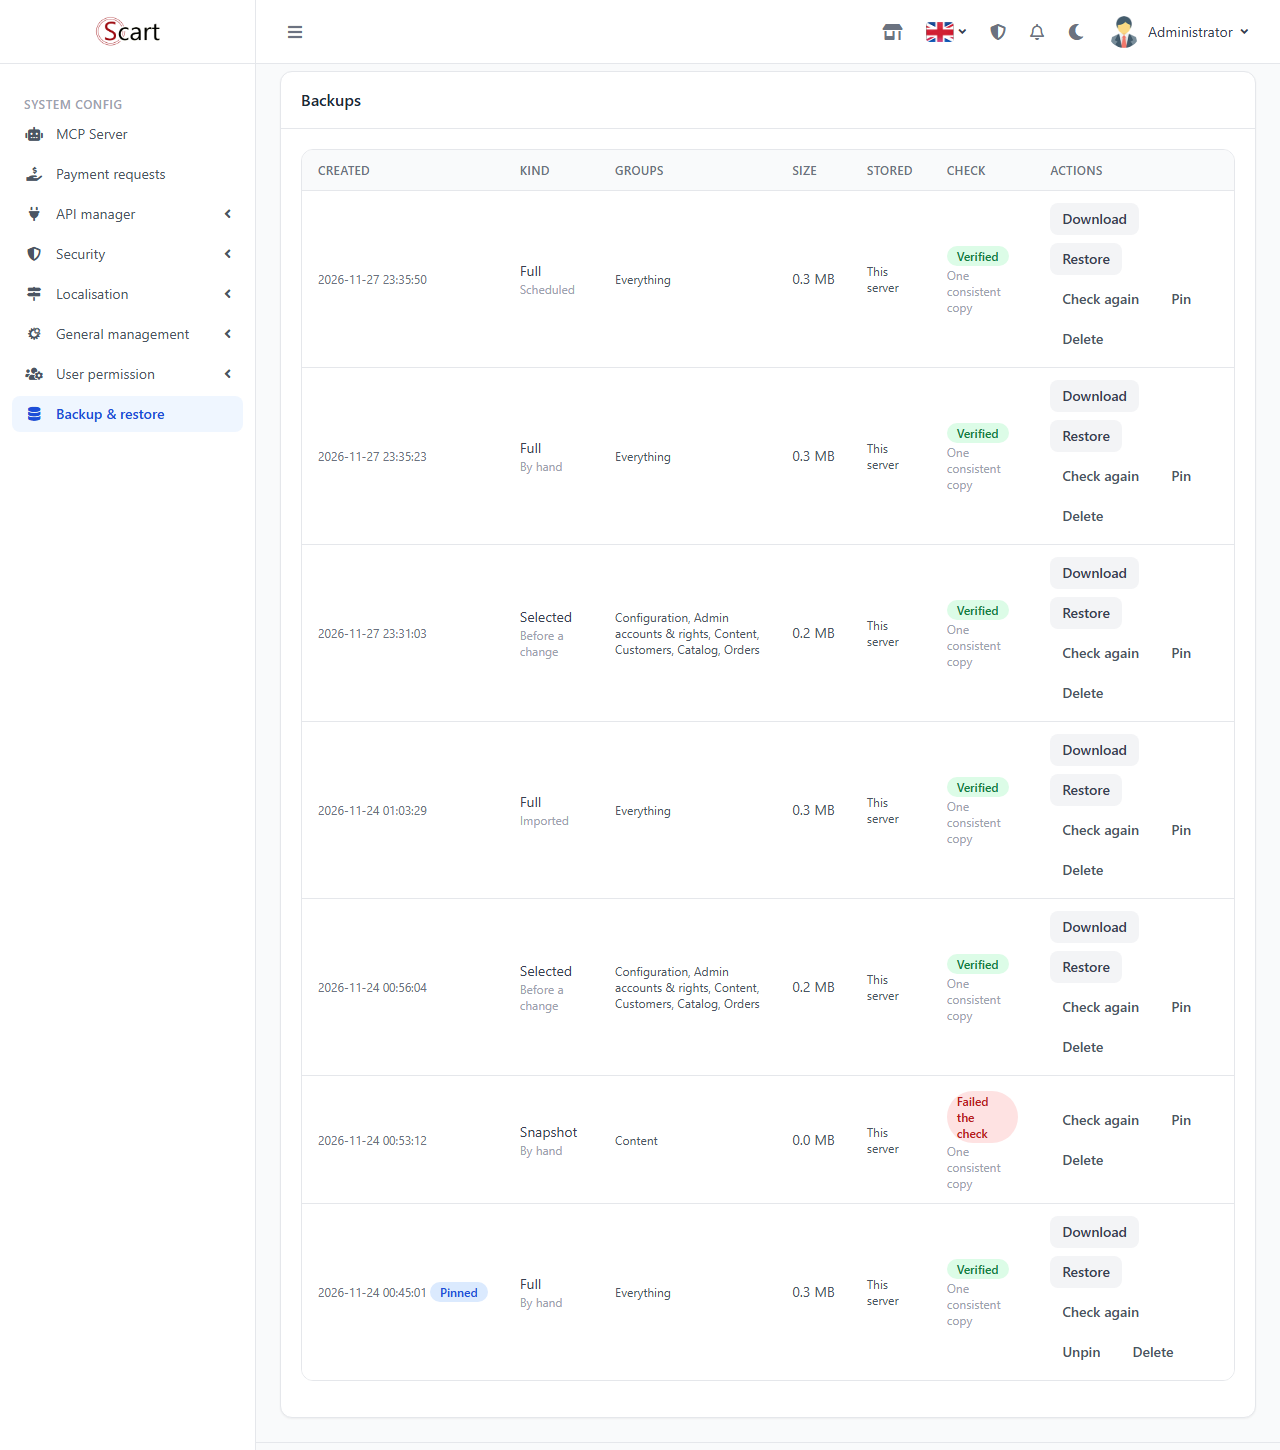 Scart
Administrator
SYSTEM CONFIG
MCP Server
Payment requests
API manager
Security
Localisation
General management
User permission
Backup & restore
Backups
CREATED KIND GROUPS SIZE STORED CHECK ACTIONS
2026-11-27 23:35:50
Full
Scheduled
Everything
0.3 MB
This
server
Verified
One
consistent
copy
Download
Restore
Check again Pin
Delete
2026-11-27 23:35:23
Full
By hand
Everything
0.3 MB
This
server
Verified
One
consistent
copy
Download
Restore
Check again Pin
Delete
2026-11-27 23:31:03
Selected
Before a
change
Configuration, Admin
accounts & rights, Content,
Customers, Catalog, Orders
0.2 MB
This
server
Verified
One
consistent
copy
Download
Restore
Check again Pin
Delete
2026-11-24 01:03:29
Full
Imported
Everything
0.3 MB
This
server
Verified
One
consistent
copy
Download
Restore
Check again Pin
Delete
2026-11-24 00:56:04
Selected
Before a
change
Configuration, Admin
accounts & rights, Content,
Customers, Catalog, Orders
0.2 MB
This
server
Verified
One
consistent
copy
Download
Restore
Check again Pin
Delete
2026-11-24 00:53:12
Snapshot
By hand
Content
0.0 MB
This
server
Failed
the
check
One
consistent
copy
Check again Pin
Delete
2026-11-24 00:45:01 Pinned
Full
By hand
Everything
0.3 MB
This
server
Verified
One
consistent
copy
Download
Restore
Check again
Unpin Delete